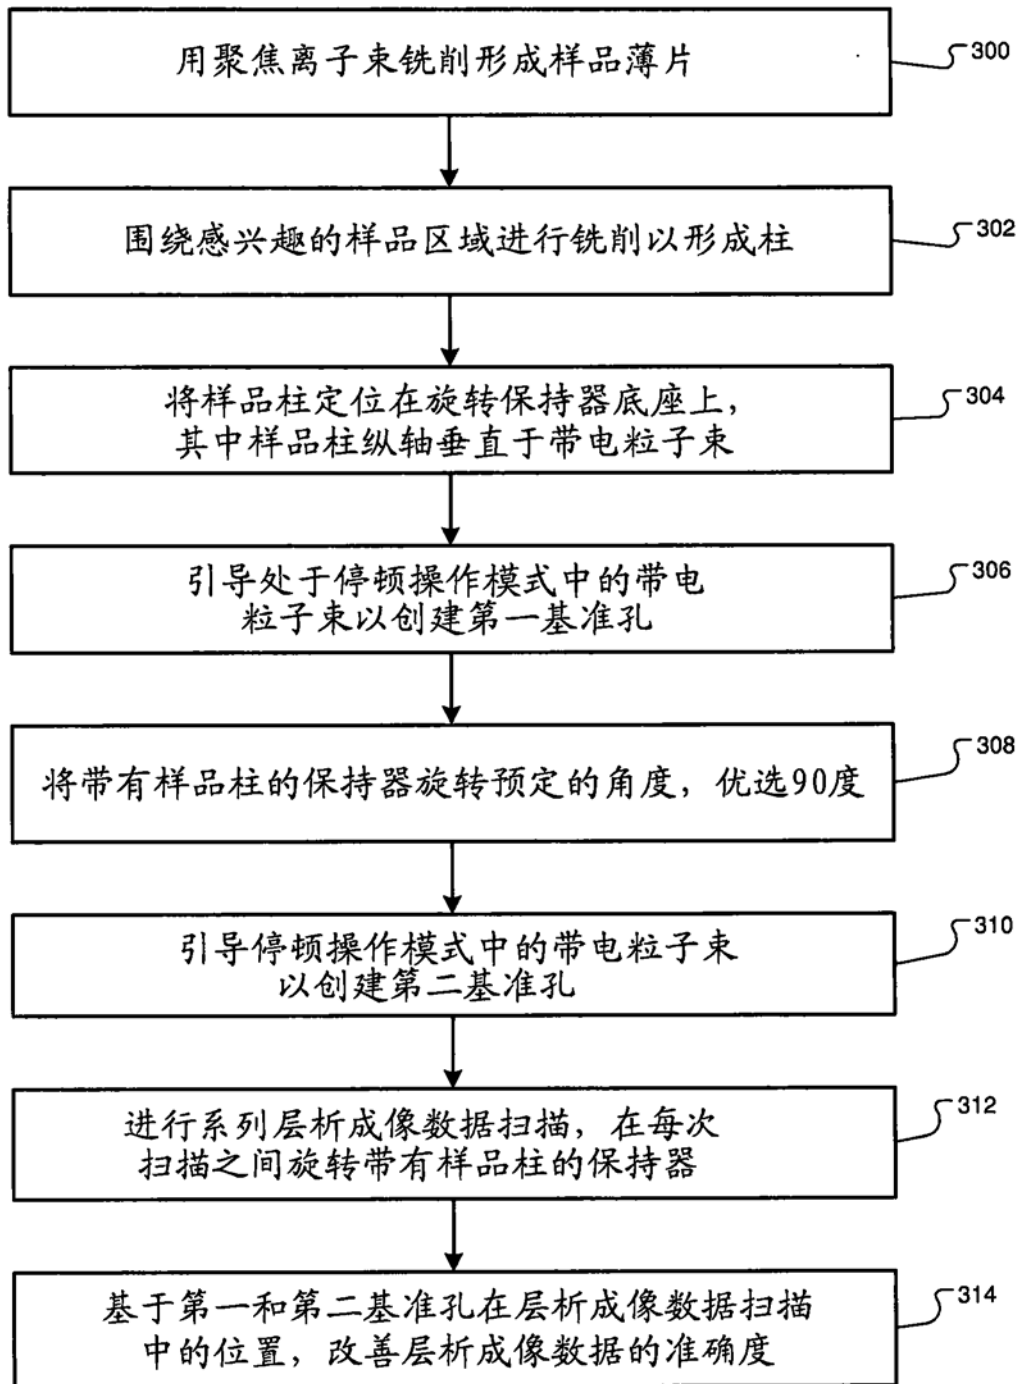 用聚焦离子束铣削形成样品薄片
300
围绕感兴趣的样品区域进行铣削以形成柱
302
将样品柱定位在旋转保持器底座上，
其中样品柱纵轴垂直于带电粒子束
304
引导处于停顿操作模式中的带电
粒子束以创建第一基准孔
306
将带有样品柱的保持器旋转预定的角度，优选90度
308
引导停顿操作模式中的带电粒子束
以创建第二基准孔
310
进行系列层析成像数据扫描，在每次
扫描之间旋转带有样品柱的保持器
312
基于第一和第二基准孔在层析成像数据扫描
中的位置，改善层析成像数据的准确度
314